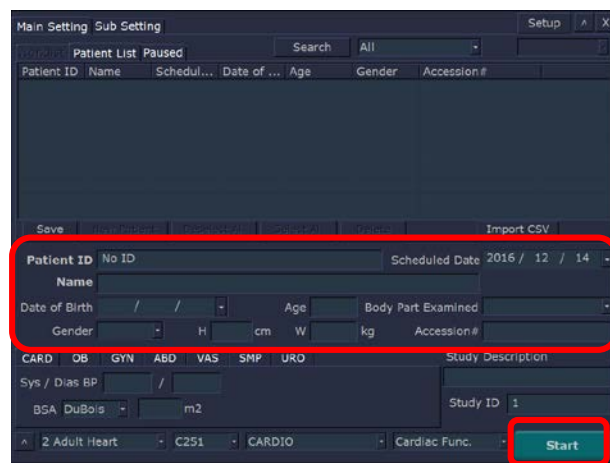 Main Setting Sub Setting Setup ^ X
Patient List Paused Search All
Patient ID Name Schedul... Date of ... Age Gender Accession#
Save Import CSV
Patient ID No ID Scheduled Date 2016 / 12 / 14
Name
Date of Birth / / Age Body Part Examined
Gender H cm W kg Accession#
CARD OB GYN ABD VAS SMP URO Study Description
Sys / Dias BP /
BSA DuBois m2 Study ID 1
^ 2 Adult Heart C251 CARDIO Cardiac Func. Start